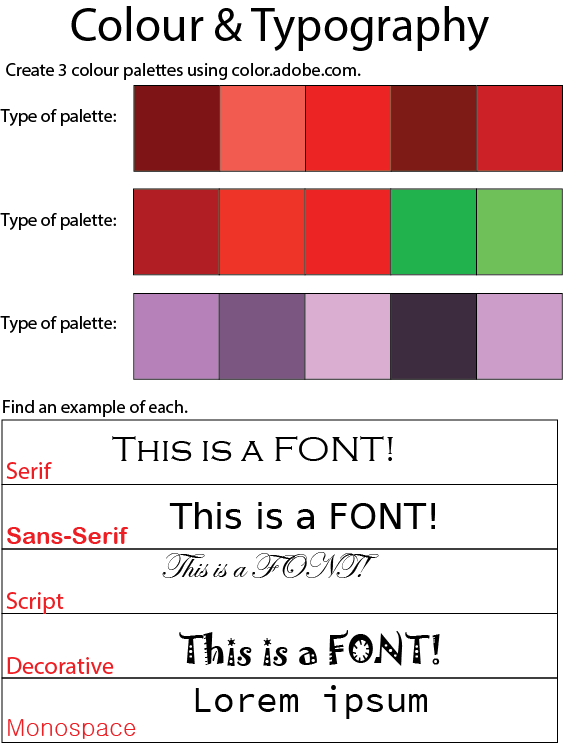 Colour & Typography
Create 3 colour palettes using color.adobe.com.
Type of palette:
Type of palette:
Type of palette:
Find an example of each.
THIS IS A FONT!
Serif
This is a FONT!
Sans-Serif
This is a FONT!
Script
This is a FONT!
Decorative
Lorem ipsum
Monospace